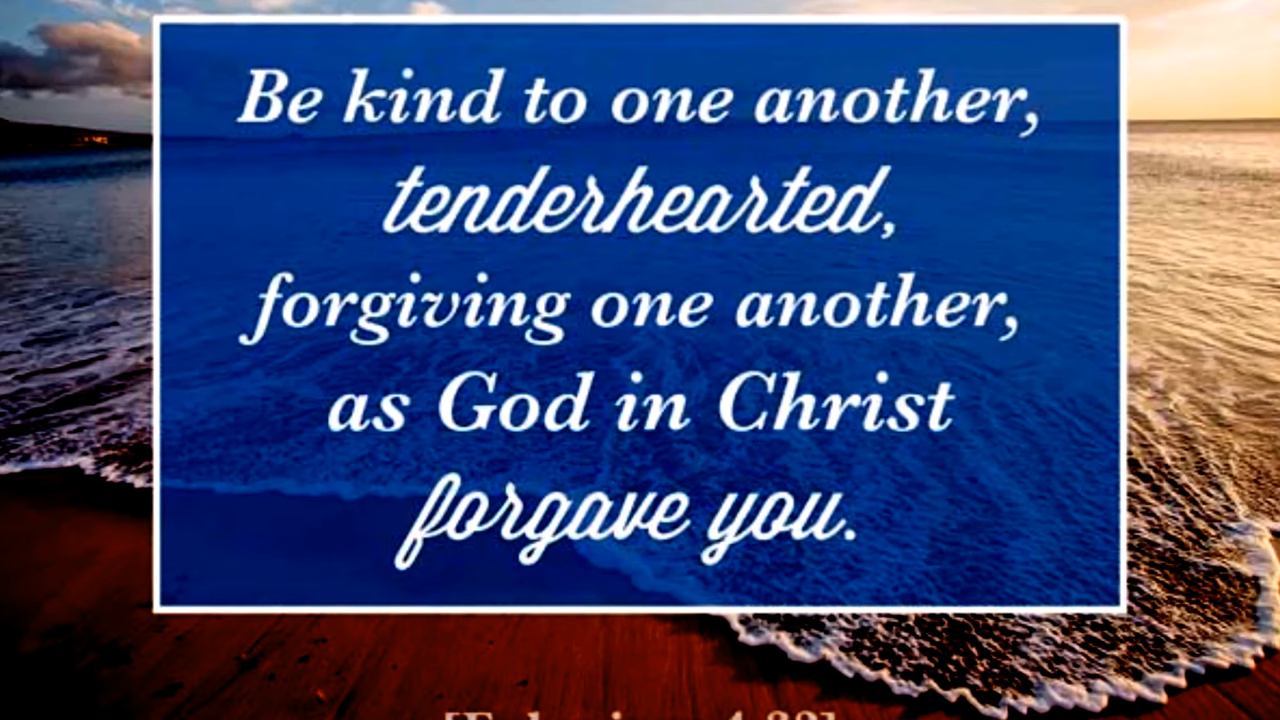 Be kind to one another,
tenderhearted,
forgiving one another,
as God in Christ
forgave you.